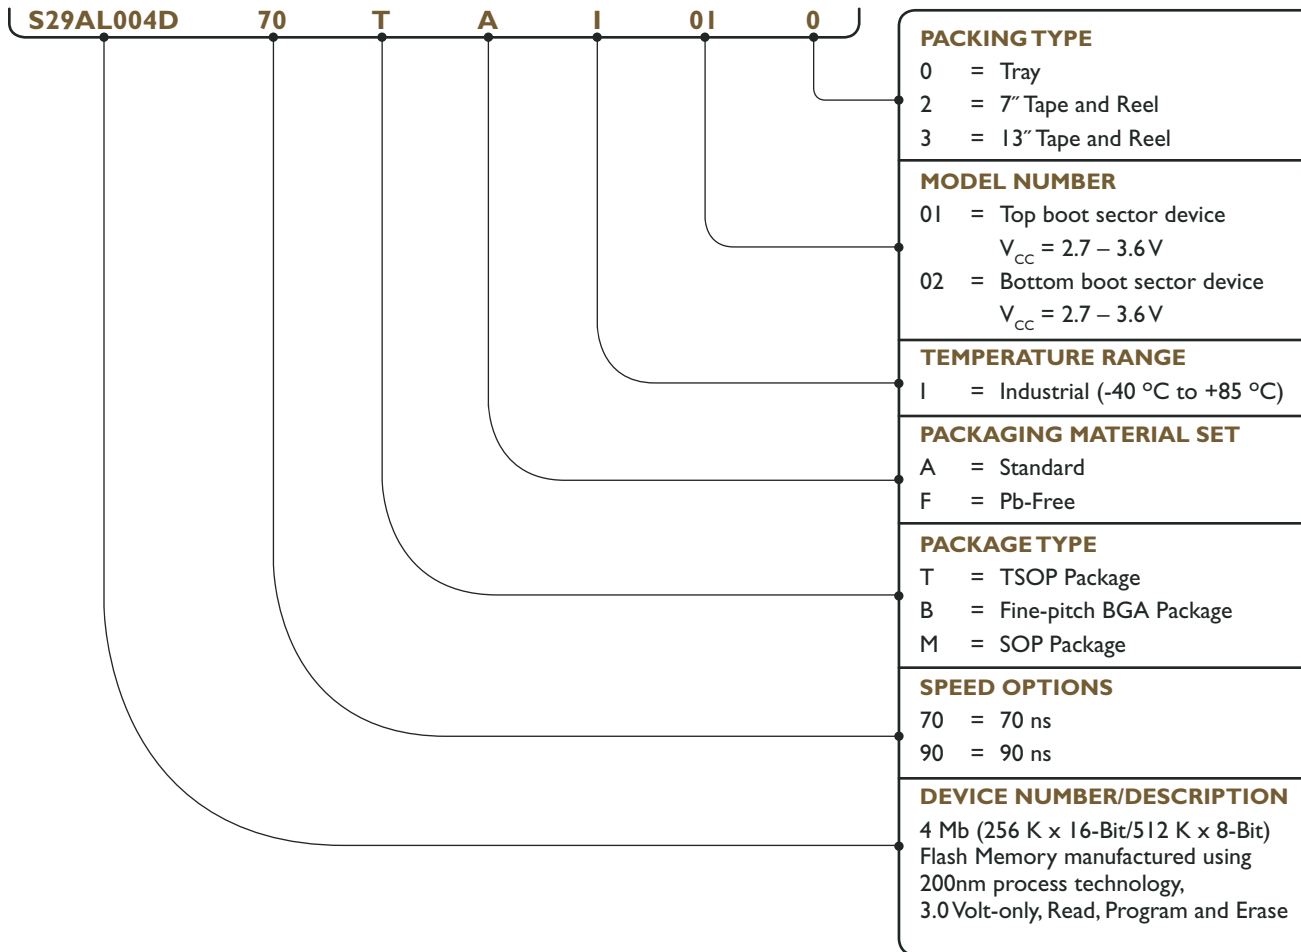 S29AL004D 70 T A I 01 0
PACKING TYPE
0 = Tray
2 = 7″ Tape and Reel
3 = 13″ Tape and Reel
MODEL NUMBER
01 = Top boot sector device
VCC = 2.7 – 3.6 V
02 = Bottom boot sector device
VCC = 2.7 – 3.6 V
TEMPERATURE RANGE
I = Industrial (-40 °C to +85 °C)
PACKAGING MATERIAL SET
A = Standard
F = Pb-Free
PACKAGE TYPE
T = TSOP Package
B = Fine-pitch BGA Package
M = SOP Package
SPEED OPTIONS
70 = 70 ns
90 = 90 ns
DEVICE NUMBER/DESCRIPTION
4 Mb (256 K x 16-Bit/512 K x 8-Bit)
Flash Memory manufactured using
200nm process technology,
3.0 Volt-only, Read, Program and Erase